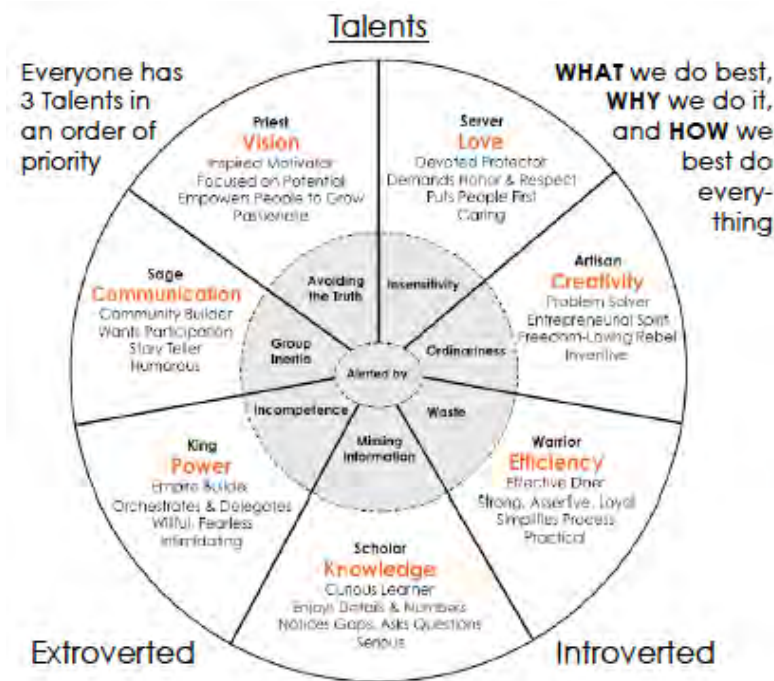 Talents
Everyone has
3 Talents in
an order of
priority
WHAT we do best,
WHY we do it,
and HOW we
best do
every-
thing
Priest
Vision
Inspired Motivator
Focused on Potential
Empowers People to Grow
Passionate
Server
Love
Devoted Protector
Demands Honor & Respect
Puts People First
Caring
Artisan
Creativity
Problem Solver
Entrepreneurial Spirit
Freedom-Loving Rebel
Inventive
Warrior
Efficiency
Effective Doer
Strong, Assertive, Loyal
Simplifies Process
Practical
Scholar
Knowledge
Curious Learner
Enjoys Details & Numbers
Notices Gaps, Asks Questions
Serious
King
Power
Empire Builder
Orchestrates & Delegates
Willful, Fearless
Intimidating
Sage
Communication
Community Builder
Wants Participation
Story Teller
Humorous
Avoiding
the Truth
Insensitivity
Ordinariness
Waste
Missing
Information
Incompetence
Group
Inertia
Alerted by
Extroverted
Introverted